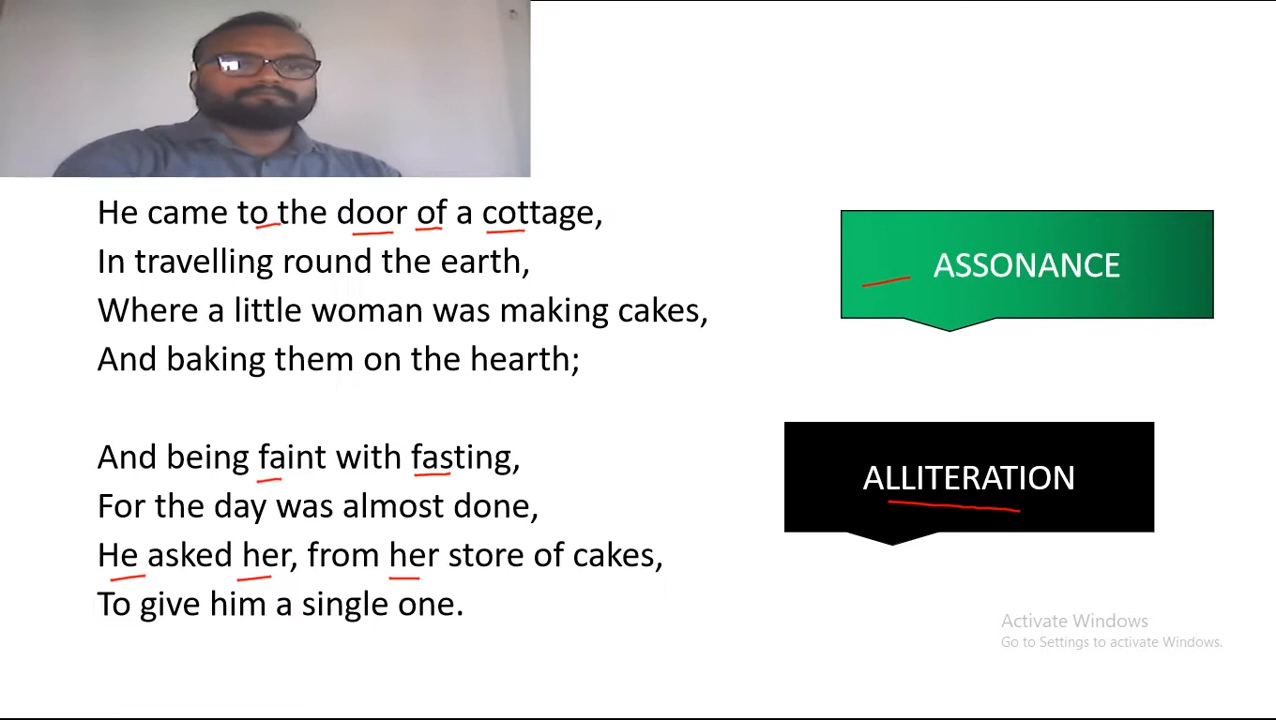 He came to the door of a cottage,
In travelling round the earth,
Where a little woman was making cakes,
And baking them on the hearth;
And being faint with fasting,
For the day was almost done,
He asked her, from her store of cakes,
To give him a single one.
ASSONANCE
ALLITERATION
Activate Windows
Go to Settings to activate Windows.